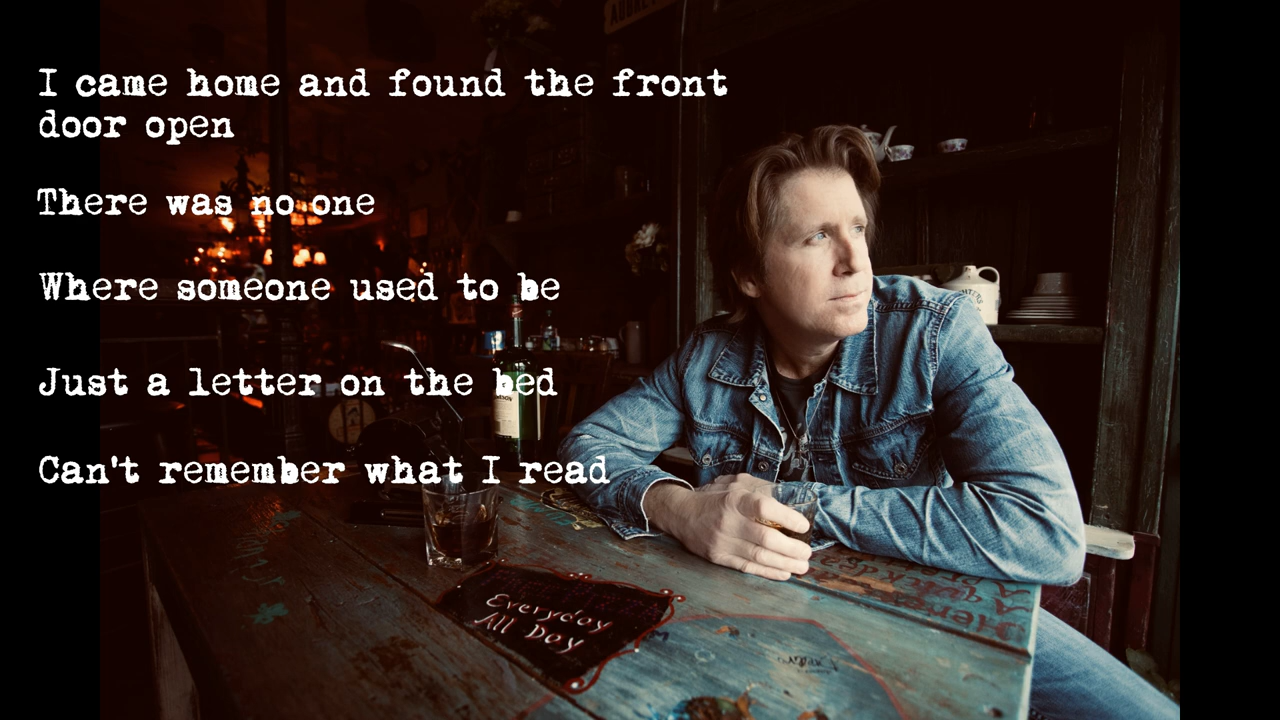 I came home and found the front
door open
There was no one
Where someone used to be
Just a letter on the bed
Can't remember what I read
Everyday
All Day